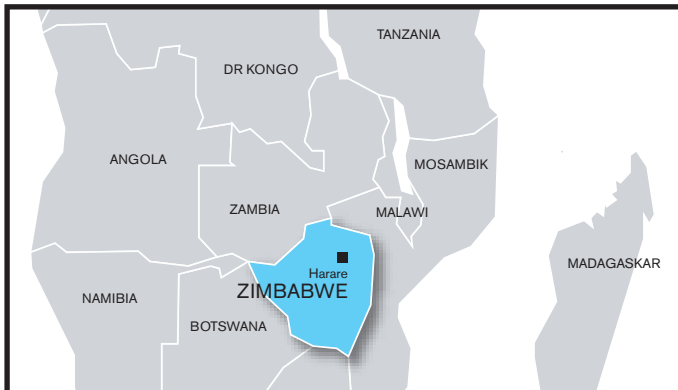 TANZANIA
DR KONGO
ANGOLA
MOSAMBIK
ZAMBIA
MALAWI
MADAGASKAR
Harare
ZIMBABWE
NAMIBIA
BOTSWANA